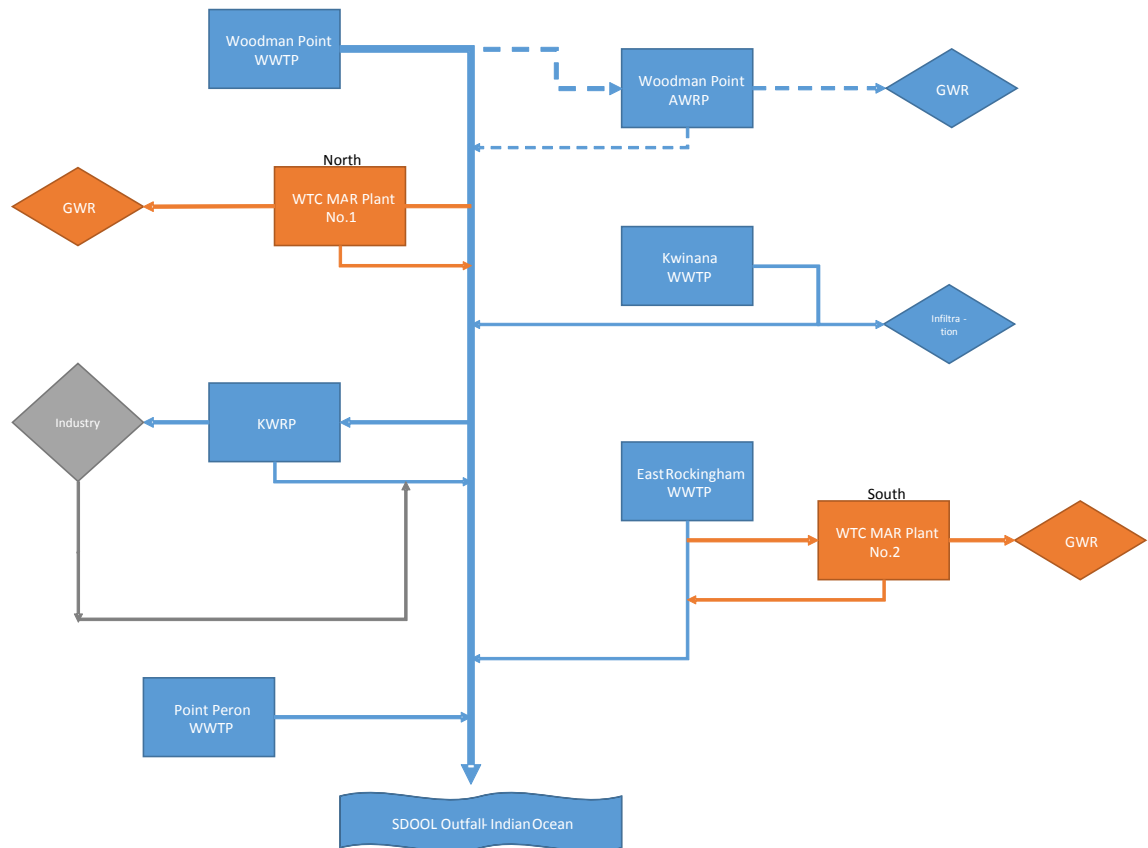 Woodman Point
WWTP
Woodman Point
AWRP
GWR
North
WTC MAR Plant
No.1
GWR
Kwinana
WWTP
Infiltra -
tion
Industry
KWRP
East Rockingham
WWTP
South
WTC MAR Plant
No.2
GWR
Point Peron
WWTP
SDOOL Outfall- Indian Ocean